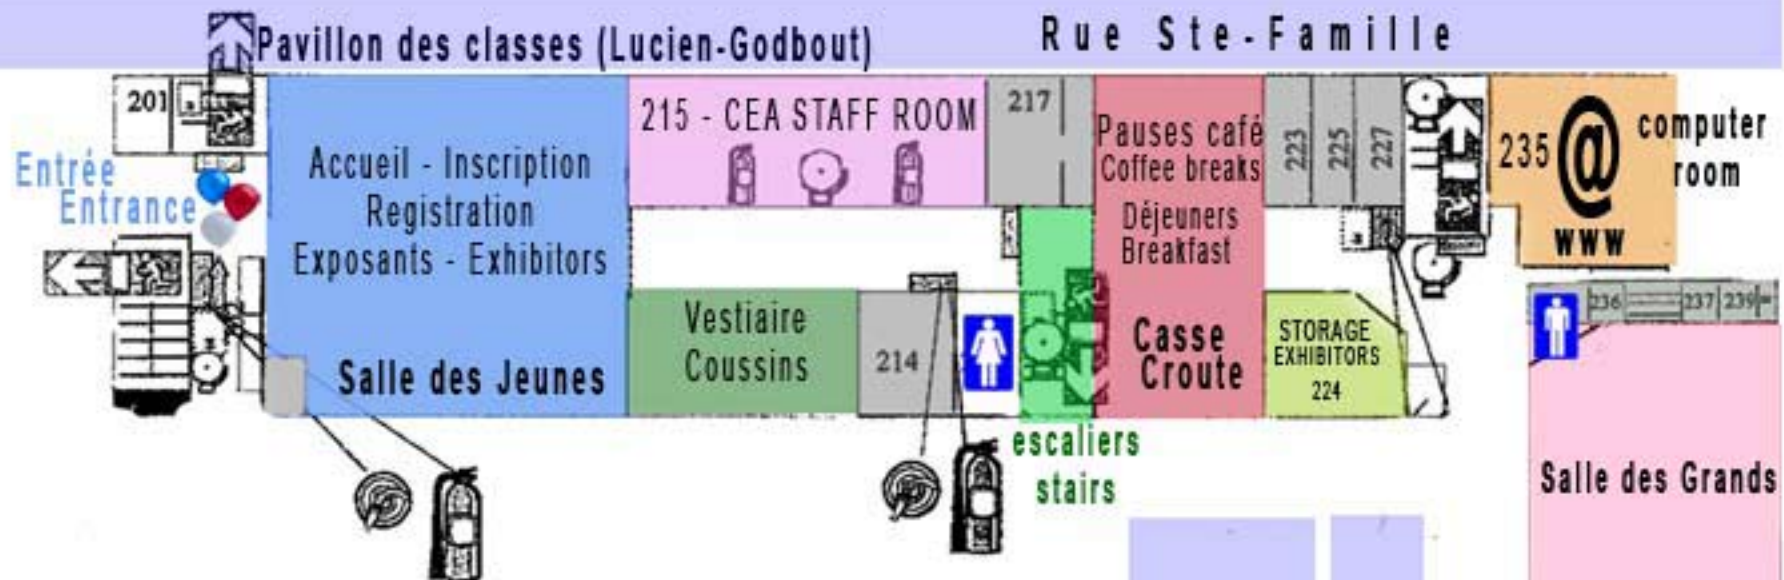 Pavillon des classes (Lucien-Godbout)
Rue Ste-Famille
201
Entrée
Entrance
Accueil - Inscription
Registration
Exposants - Exhibitors
Salle des Jeunes
215 - CEA STAFF ROOM
217
Vestiaire
Coussins
214
escaliers
stairs
Pauses café
Coffee breaks
Déjeuners
Breakfast
Casse
Croute
223
225
227
STORAGE
EXHIBITORS
224
235 @
www
computer
room
236
237
239
Salle des Grands